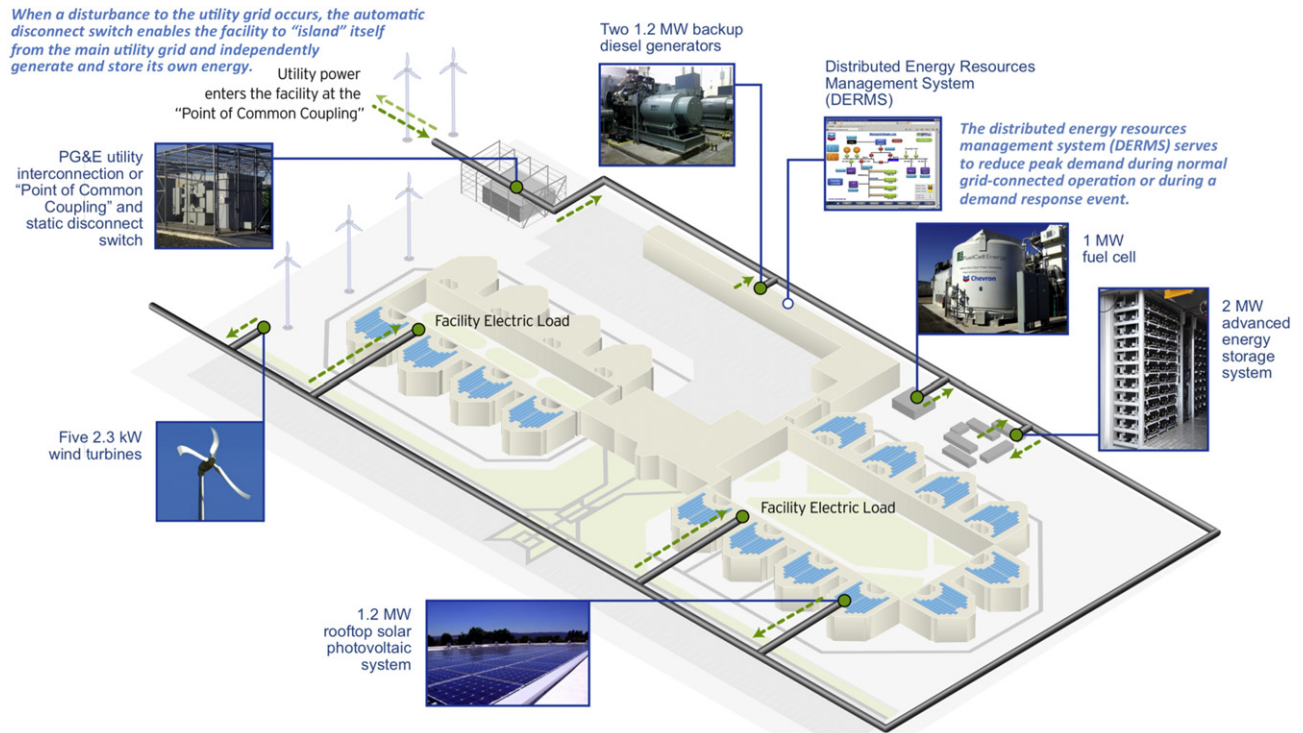 When a disturbance to the utility grid occurs, the automatic
disconnect switch enables the facility to “island” itself
from the main utility grid and independently
generate and store its own energy.
Utility power
enters the facility at the
“Point of Common Coupling”
Two 1.2 MW backup
diesel generators
Distributed Energy Resources
Management System
(DERMS)
The distributed energy resources
management system (DERMS) serves
to reduce peak demand during normal
grid-connected operation or during a
demand response event.
PG&E utility
interconnection or
“Point of Common
Coupling” and
static disconnect
switch
1 MW
fuel cell
FuelCell Energy
Chevron
2 MW
advanced
energy
storage
system
Facility Electric Load
Five 2.3 kW
wind turbines
Facility Electric Load
1.2 MW
rooftop solar
photovoltaic
system